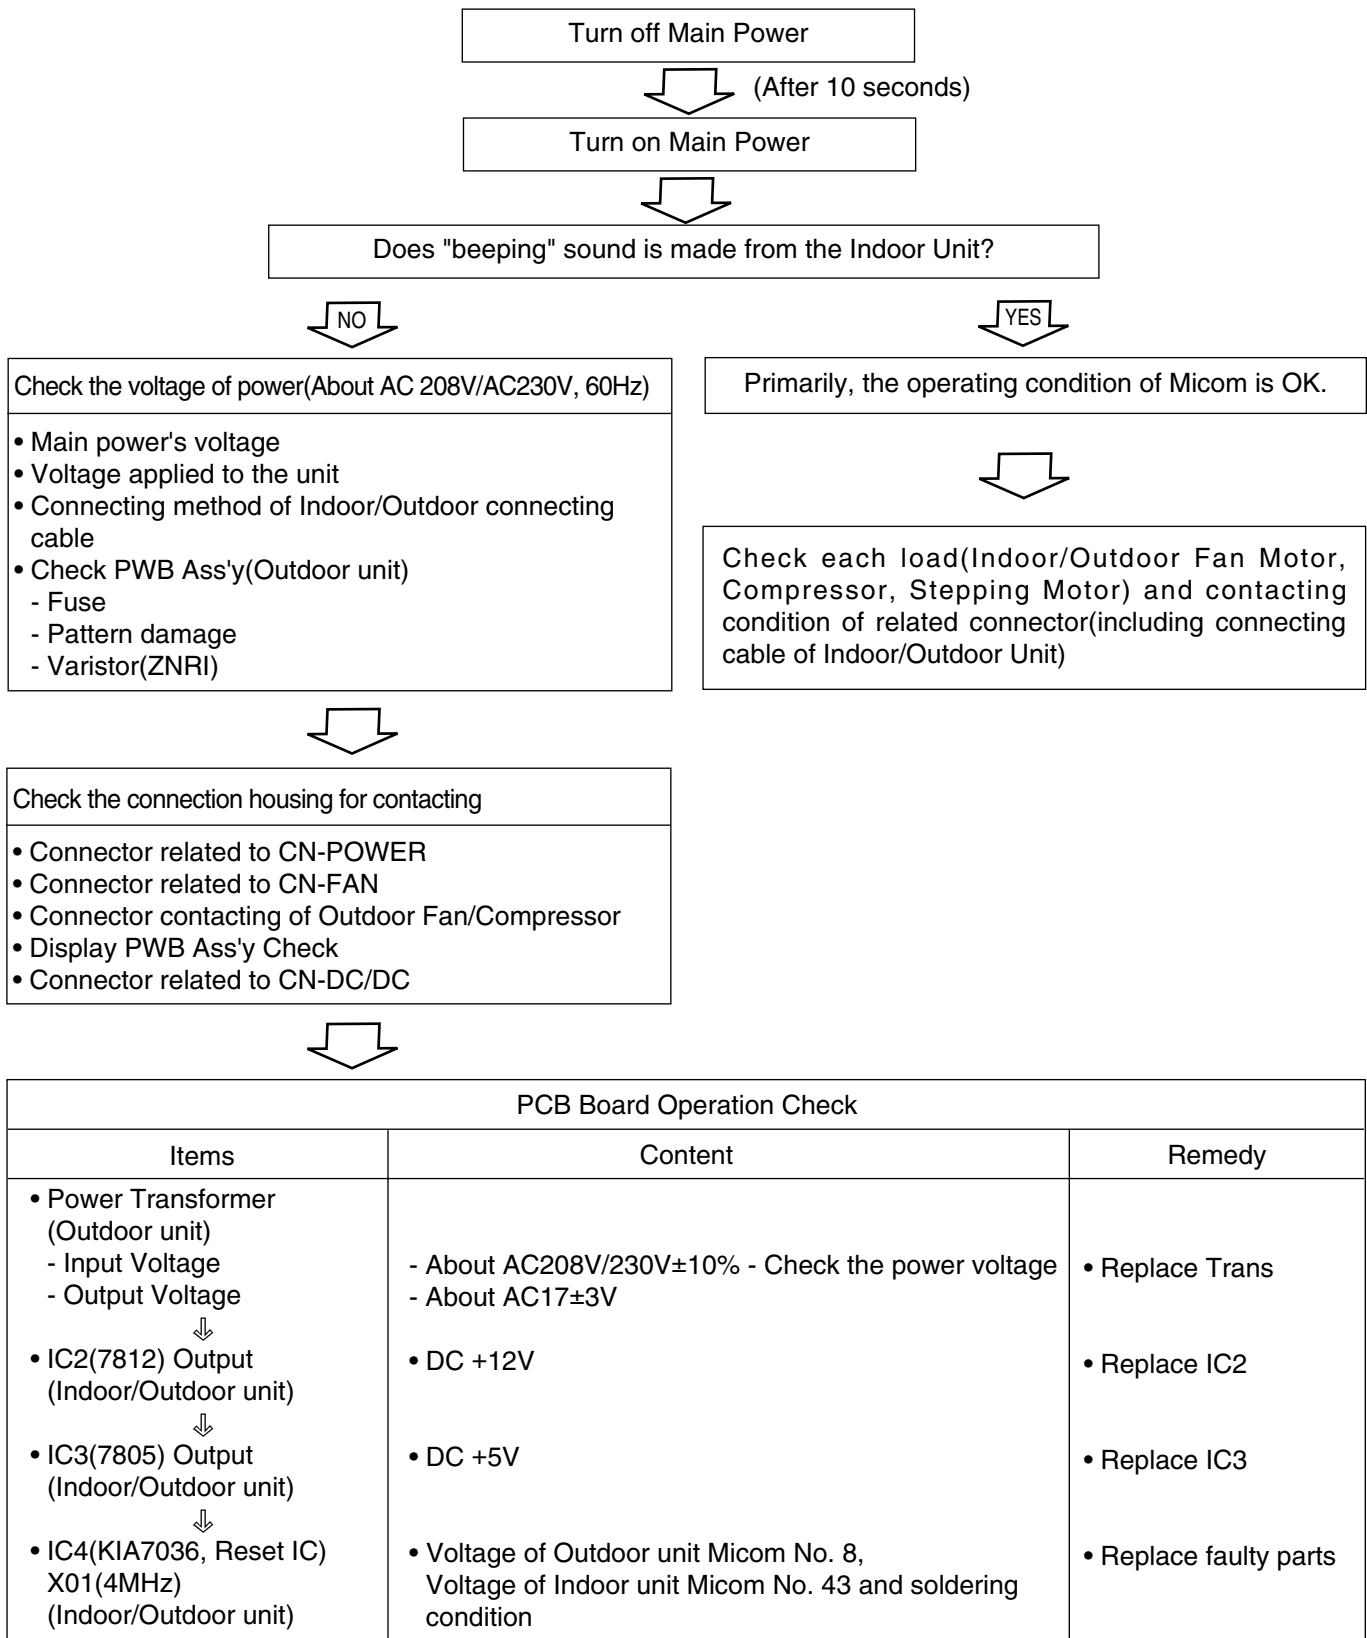 Turn off Main Power
(After 10 seconds)
Turn on Main Power
Does "beeping" sound is made from the Indoor Unit?
NO
YES
Check the voltage of power(About AC 208V/AC230V, 60Hz)
• Main power's voltage
• Voltage applied to the unit
• Connecting method of Indoor/Outdoor connecting
cable
• Check PWB Ass'y(Outdoor unit)
- Fuse
- Pattern damage
- Varistor(ZNRI)
Primarily, the operating condition of Micom is OK.
Check each load(Indoor/Outdoor Fan Motor,
Compressor, Stepping Motor) and contacting
condition of related connector(including connecting
cable of Indoor/Outdoor Unit)
Check the connection housing for contacting
• Connector related to CN-POWER
• Connector related to CN-FAN
• Connector contacting of Outdoor Fan/Compressor
• Display PWB Ass'y Check
• Connector related to CN-DC/DC
PCB Board Operation Check
Items
Content
Remedy
• Power Transformer
(Outdoor unit)
- Input Voltage
- Output Voltage
- About AC208V/230V±10% - Check the power voltage
- About AC17±3V
• Replace Trans
• IC2(7812) Output
(Indoor/Outdoor unit)
• DC +12V
• Replace IC2
• IC3(7805) Output
(Indoor/Outdoor unit)
• DC +5V
• Replace IC3
• IC4(KIA7036, Reset IC)
X01(4MHz)
(Indoor/Outdoor unit)
• Voltage of Outdoor unit Micom No. 8,
Voltage of Indoor unit Micom No. 43 and soldering
condition
• Replace faulty parts